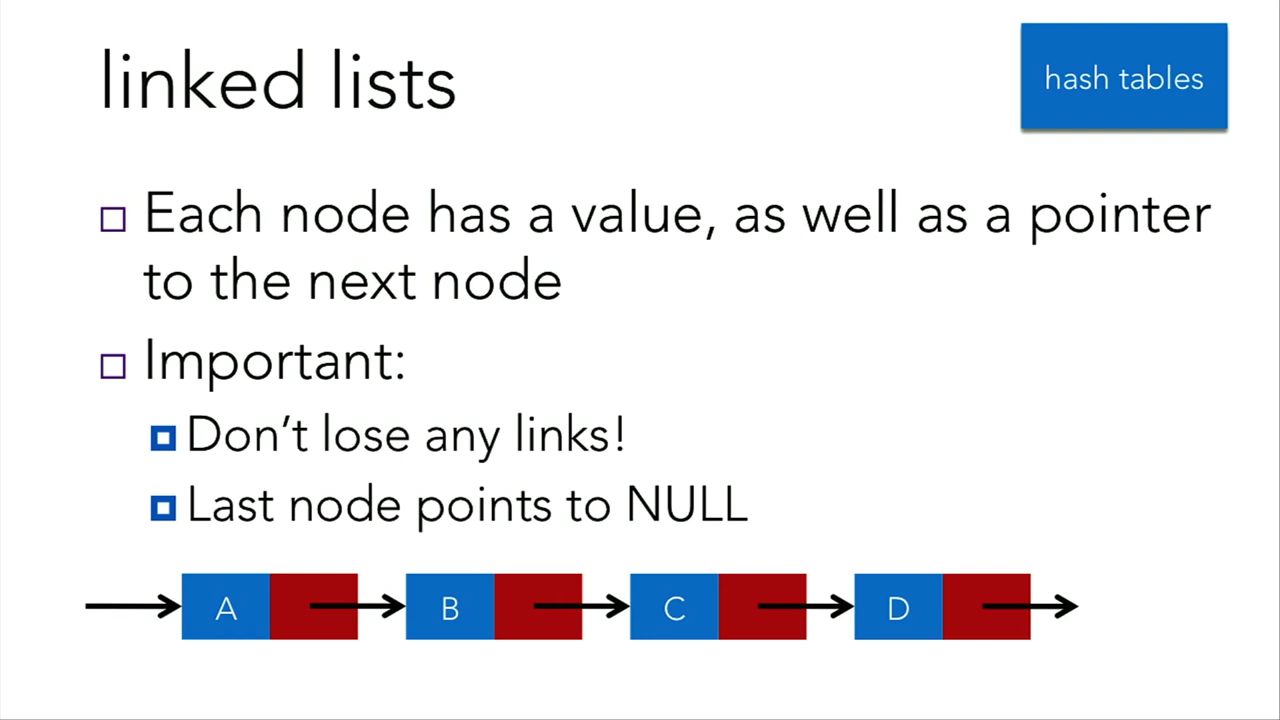 linked lists
hash tables
Each node has a value, as well as a pointer
to the next node
Important:
Don’t lose any links!
Last node points to NULL
A B C D